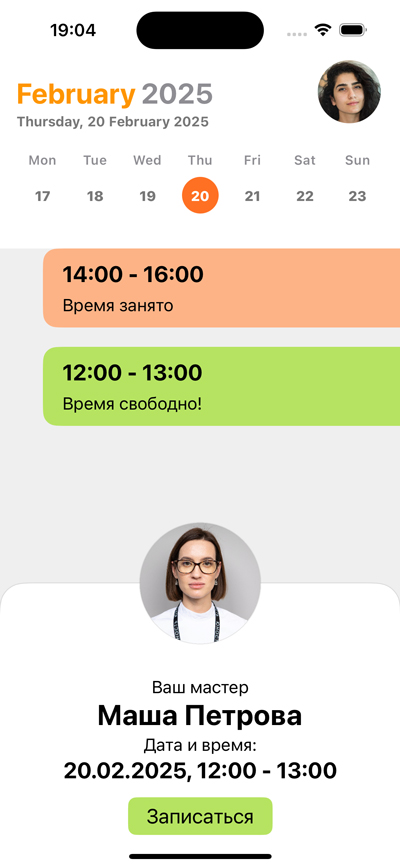 19:04
February 2025
Thursday, 20 February 2025
Mon Tue Wed Thu Fri Sat Sun
17 18 19 20 21 22 23
14:00 - 16:00
Время занято
12:00 - 13:00
Время свободно!
Ваш мастер
Маша Петрова
Дата и время:
20.02.2025, 12:00 - 13:00
Записаться